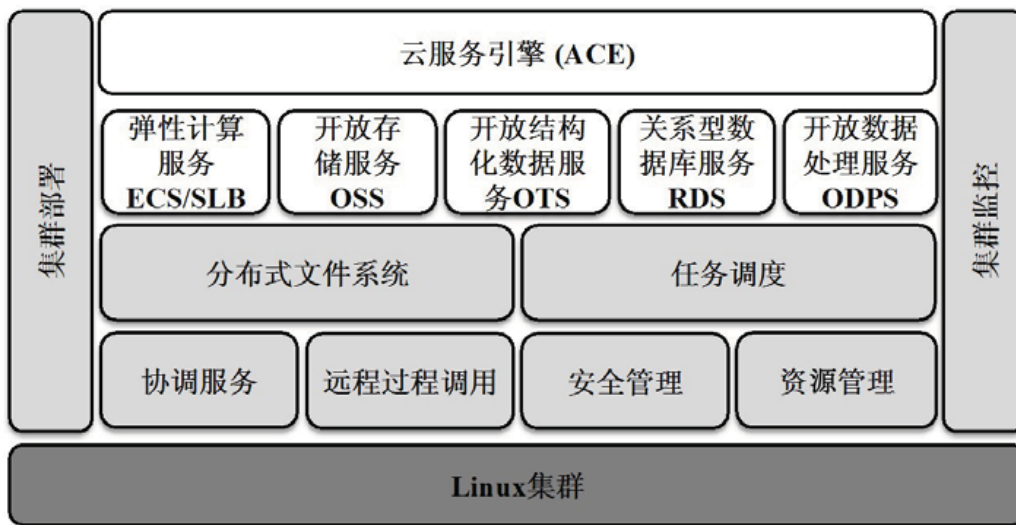 云服务引擎 (ACE)
集群部署
弹性计算
服务
ECS/SLB
开放存
储服务
OSS
开放结构
化数据服
务OTS
关系型数
据库服务
RDS
开放数据
处理服务
ODPS
集群监控
分布式文件系统
任务调度
协调服务
远程过程调用
安全管理
资源管理
Linux集群